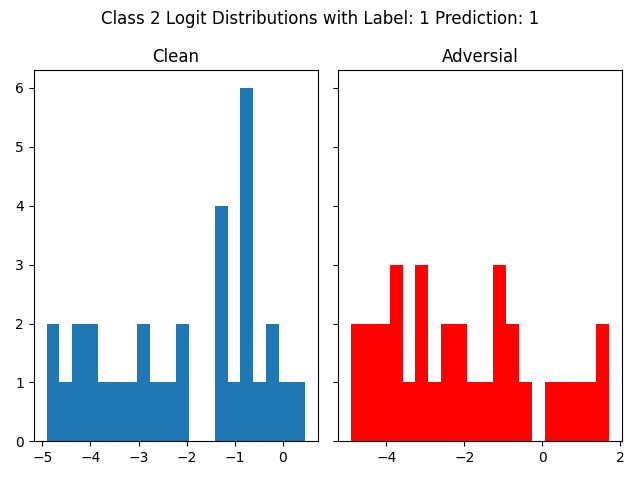 Class 2 Logit Distributions with Label: 1 Prediction: 1
Clean
Adversial
6
5
4
3
2
1
0
−5 −4 −3 −2 −1 0
−4 −2 0 2